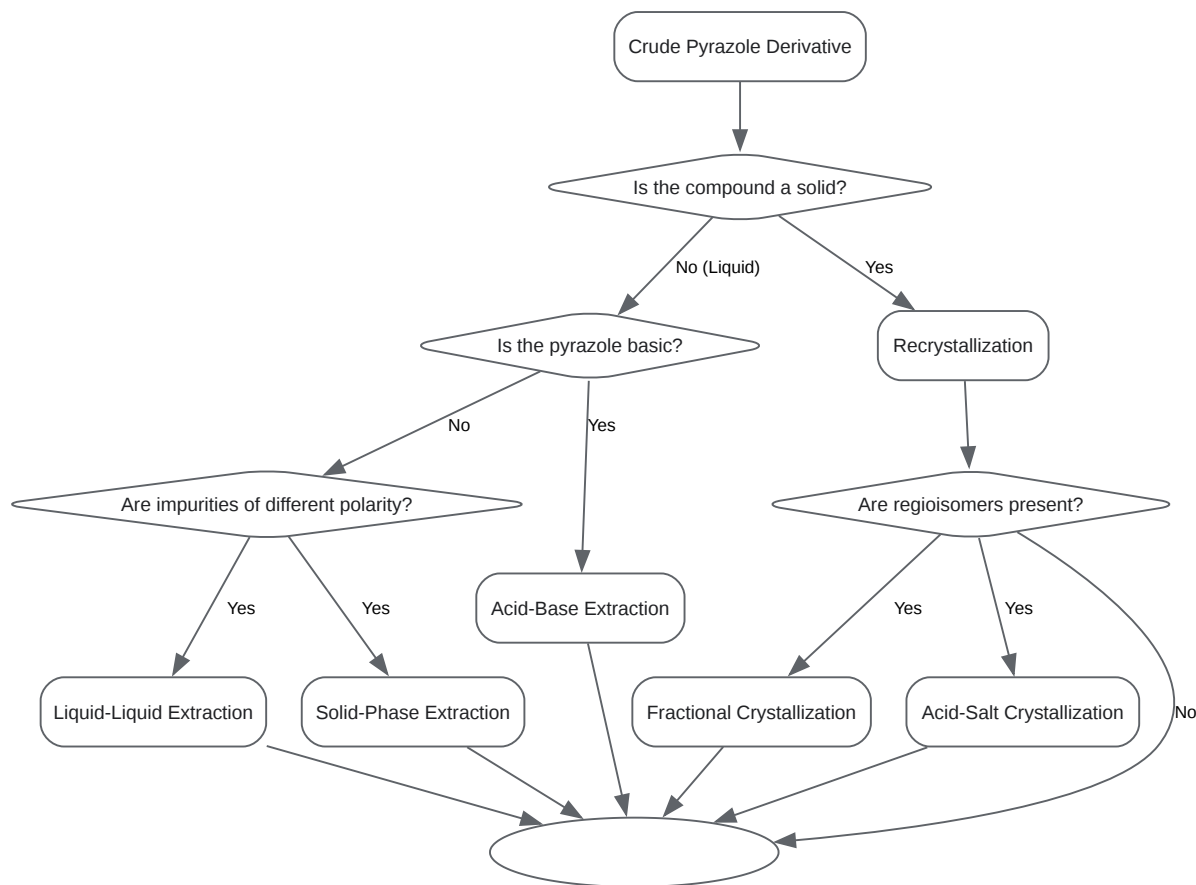 Crude Pyrazole Derivative
Is the compound a solid?
No (Liquid)
Yes
Is the pyrazole basic?
Recrystallization
No
Yes
Are impurities of different polarity?
Are regioisomers present?
Yes
Yes
Acid-Base Extraction
Yes
Yes
Liquid-Liquid Extraction
Solid-Phase Extraction
Fractional Crystallization
Acid-Salt Crystallization
No